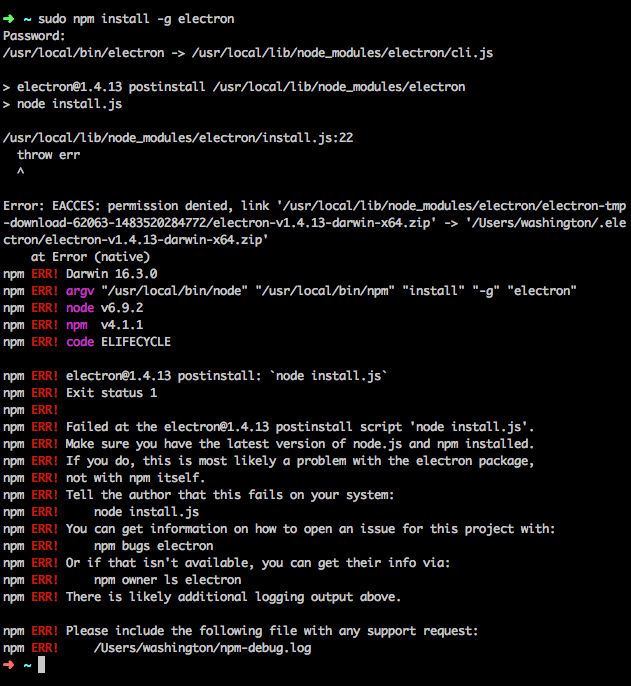 ➜ ~ sudo npm install -g electron
Password:
/usr/local/bin/electron -> /usr/local/lib/node_modules/electron/cli.js
> electron@1.4.13 postinstall /usr/local/lib/node_modules/electron
> node install.js
/usr/local/lib/node_modules/electron/install.js:22
  throw err
  ^
Error: EACCES: permission denied, link '/usr/local/lib/node_modules/electron/electron-tmp
-download-62063-1483520284772/electron-v1.4.13-darwin-x64.zip' -> '/Users/washington/.ele
ctron/electron-v1.4.13-darwin-x64.zip'
    at Error (native)
npm ERR! Darwin 16.3.0
npm ERR! argv "/usr/local/bin/node" "/usr/local/bin/npm" "install" "-g" "electron"
npm ERR! node v6.9.2
npm ERR! npm  v4.1.1
npm ERR! code ELIFECYCLE
npm ERR! electron@1.4.13 postinstall: `node install.js`
npm ERR! Exit status 1
npm ERR!
npm ERR! Failed at the electron@1.4.13 postinstall script 'node install.js'.
npm ERR! Make sure you have the latest version of node.js and npm installed.
npm ERR! If you do, this is most likely a problem with the electron package,
npm ERR! not with npm itself.
npm ERR! Tell the author that this fails on your system:
npm ERR!     node install.js
npm ERR! You can get information on how to open an issue for this project with:
npm ERR!     npm bugs electron
npm ERR! Or if that isn't available, you can get their info via:
npm ERR!     npm owner ls electron
npm ERR! There is likely additional logging output above.
npm ERR! Please include the following file with any support request:
npm ERR!     /Users/washington/npm-debug.log
➜ ~